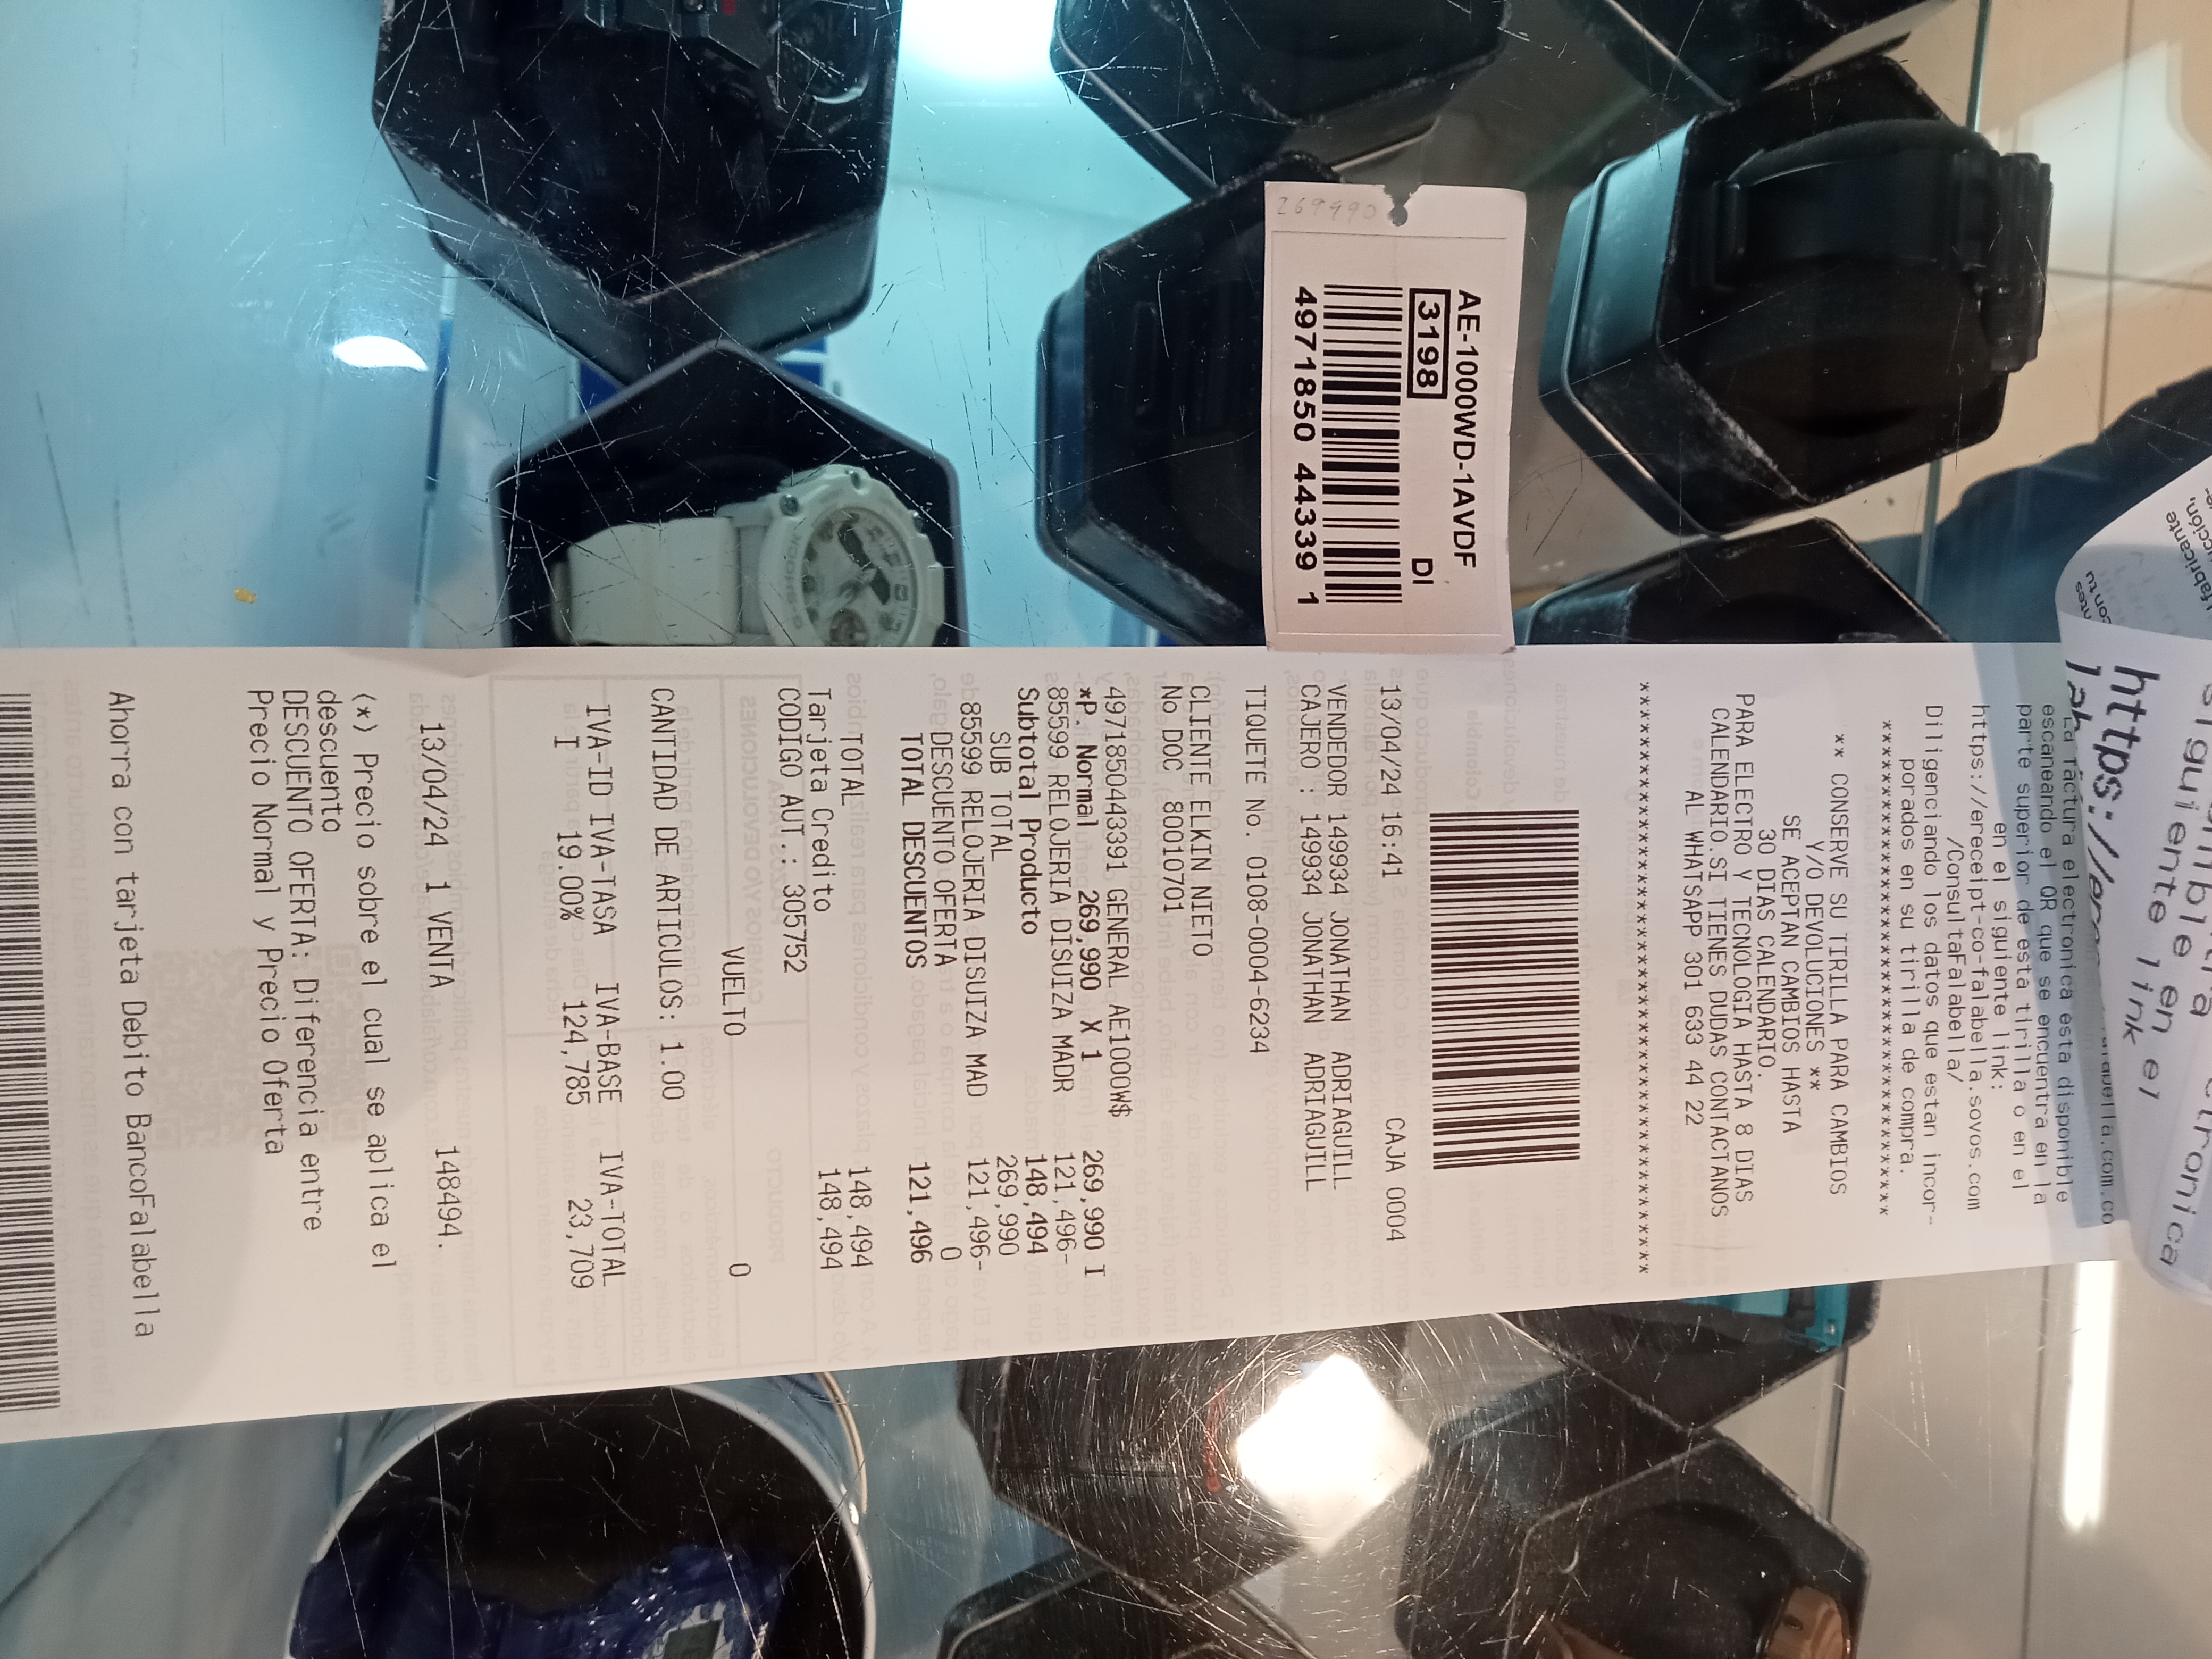 269990
AE-1000WD-1AVDF
3198 DI
4971850 44339 1
siguiente link
en el
https://
La factura electronica esta disponible
escaneando el QR que se encuentra en la
parte superior de esta tirilla o en el
en el siguiente link:
https://ereceipt-co-falabella.sovos.com
/ConsultaFalabella/
Diligenciando los datos que estan incor-
porados en su tirilla de compra.
****************************************
** CONSERVE SU TIRILLA PARA CAMBIOS
Y/O DEVOLUCIONES **
SE ACEPTAN CAMBIOS HASTA
30 DIAS CALENDARIO.
PARA ELECTRO Y TECNOLOGIA HASTA 8 DIAS
CALENDARIO.SI TIENES DUDAS CONTACTANOS
AL WHATSAPP 301 633 44 22
****************************************
13/04/24 16:41 CAJA 0004
VENDEDOR 149934 JONATHAN ADRIAGUILL
CAJERO : 149934 JONATHAN ADRIAGUILL
TIQUETE No. 0108-0004-6234
CLIENTE ELKIN NIETO
No DOC 80010701
4971850443391 GENERAL AE1000W$
*P. Normal 269,990 X 1 269,990 I
85599 RELOJERIA DISUIZA MADR 121,496-
Subtotal Producto 148,494
SUB TOTAL 269,990
85599 RELOJERIA DISUIZA MAD 121,496-
DESCUENTO OFERTA 0
TOTAL DESCUENTOS 121,496
TOTAL 148,494
Tarjeta Credito 148,494
CODIGO AUT.: 305752
VUELTO 0
CANTIDAD DE ARTICULOS: 1.00
IVA-ID IVA-TASA IVA-BASE IVA-TOTAL
I 19.00% 124,785 23,709
13/04/24 1 VENTA 148494.
(*) Precio sobre el cual se aplica el
descuento
DESCUENTO OFERTA: Diferencia entre
Precio Normal y Precio Oferta
Ahorra con tarjeta Debito BancoFalabella